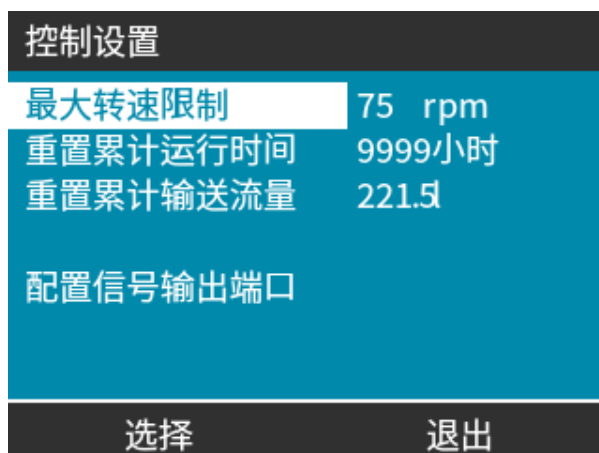 控制设置
最大转速限制 75 rpm
重置累计运行时间 9999小时
重置累计输送流量 221.5l
配置信号输出端口
选择 退出